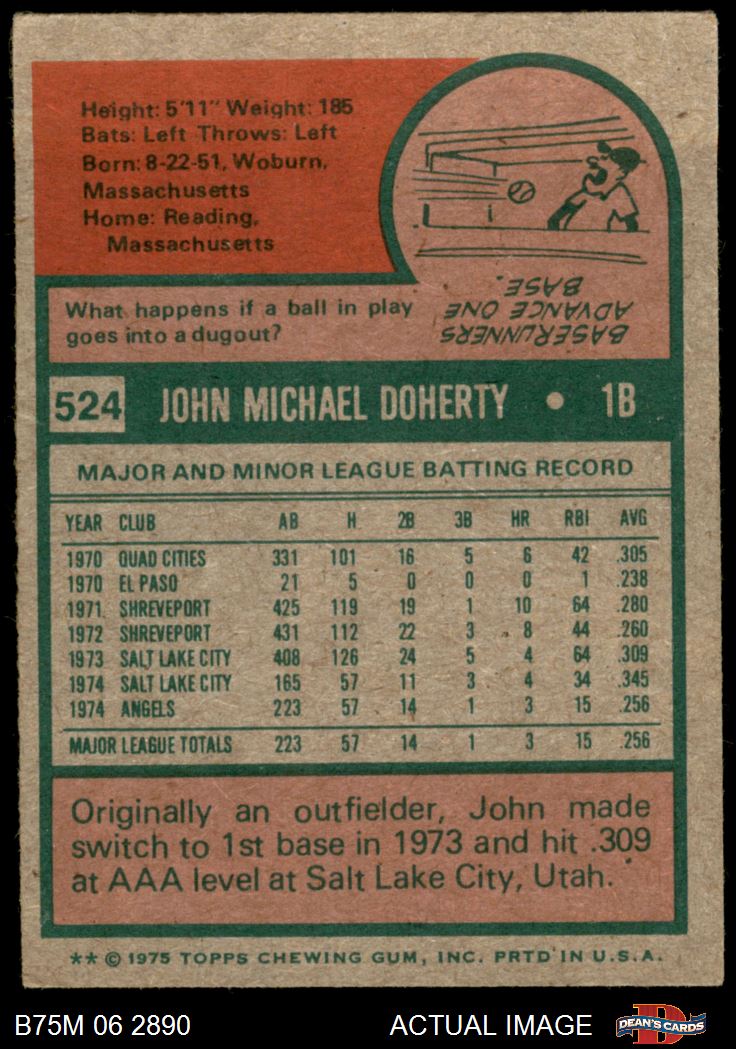 Height: 5'11" Weight: 185
Bats: Left Throws: Left
Born: 8-22-51, Woburn,
Massachusetts
Home: Reading,
Massachusetts
What happens if a ball in play
goes into a dugout?
BASERUNNERS
ADVANCE ONE
BASE.
524 JOHN MICHAEL DOHERTY • 1B
MAJOR AND MINOR LEAGUE BATTING RECORD
YEAR CLUB AB H 2B 3B HR RBI AVG
1970 QUAD CITIES 331 101 16 5 6 42 .305
1970 EL PASO 21 5 0 0 0 1 .238
1971 SHREVEPORT 425 119 19 1 10 64 .280
1972 SHREVEPORT 431 112 22 3 8 44 .260
1973 SALT LAKE CITY 408 126 24 5 4 64 .309
1974 SALT LAKE CITY 165 57 11 3 4 34 .345
1974 ANGELS 223 57 14 1 3 15 .256
MAJOR LEAGUE TOTALS 223 57 14 1 3 15 .256
Originally an outfielder, John made
switch to 1st base in 1973 and hit .309
at AAA level at Salt Lake City, Utah.
** © 1975 TOPPS CHEWING GUM, INC. PRTD IN U.S.A.
B75M 06 2890 ACTUAL IMAGE D DEAN'S CARDS